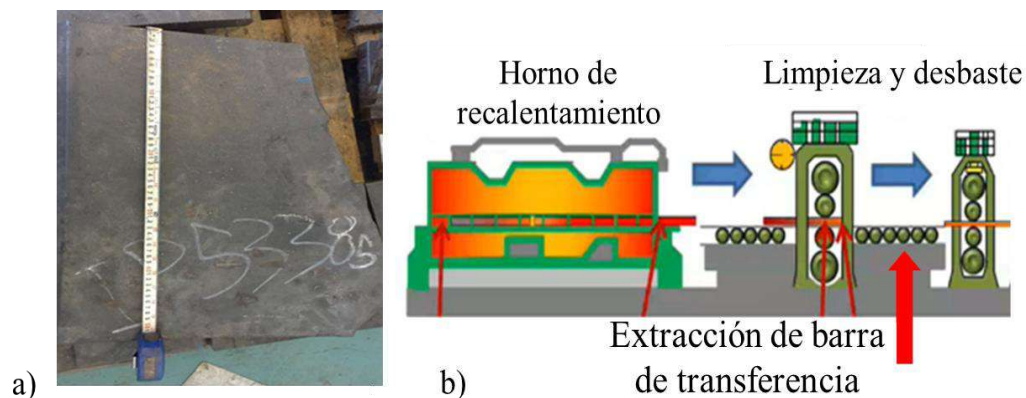 Horno de
recalentamiento
Limpieza y desbaste
Extracción de barra
de transferencia
a)
b)